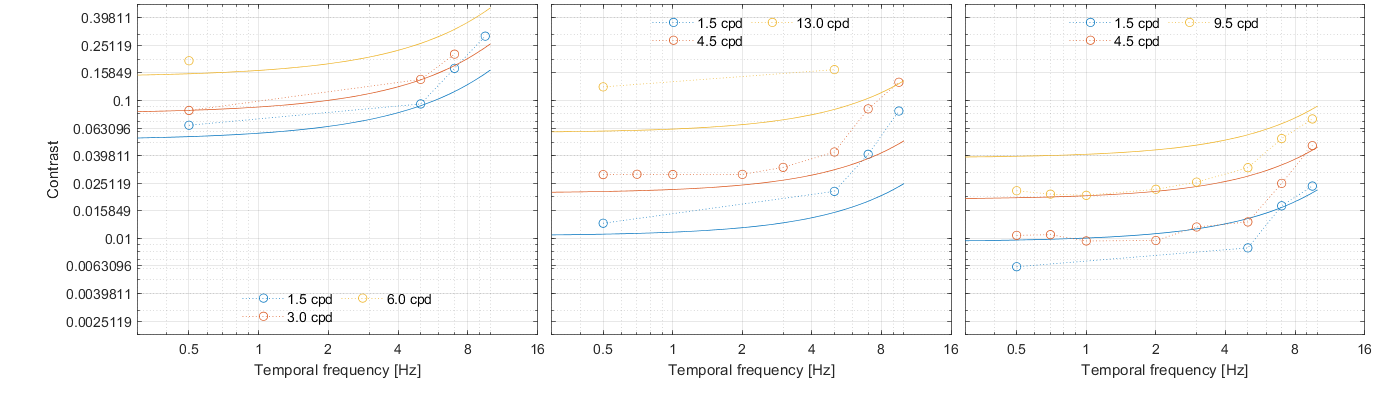 0.39811
0.25119
0.15849
0.1
0.063096
0.039811
0.025119
0.015849
0.01
0.0063096
0.0039811
0.0025119
Contrast
1.5 cpd 6.0 cpd
3.0 cpd
0.5 1 2 4 8 16
Temporal frequency [Hz]
1.5 cpd 13.0 cpd
4.5 cpd
0.5 1 2 4 8 16
Temporal frequency [Hz]
1.5 cpd 9.5 cpd
4.5 cpd
0.5 1 2 4 8 16
Temporal frequency [Hz]